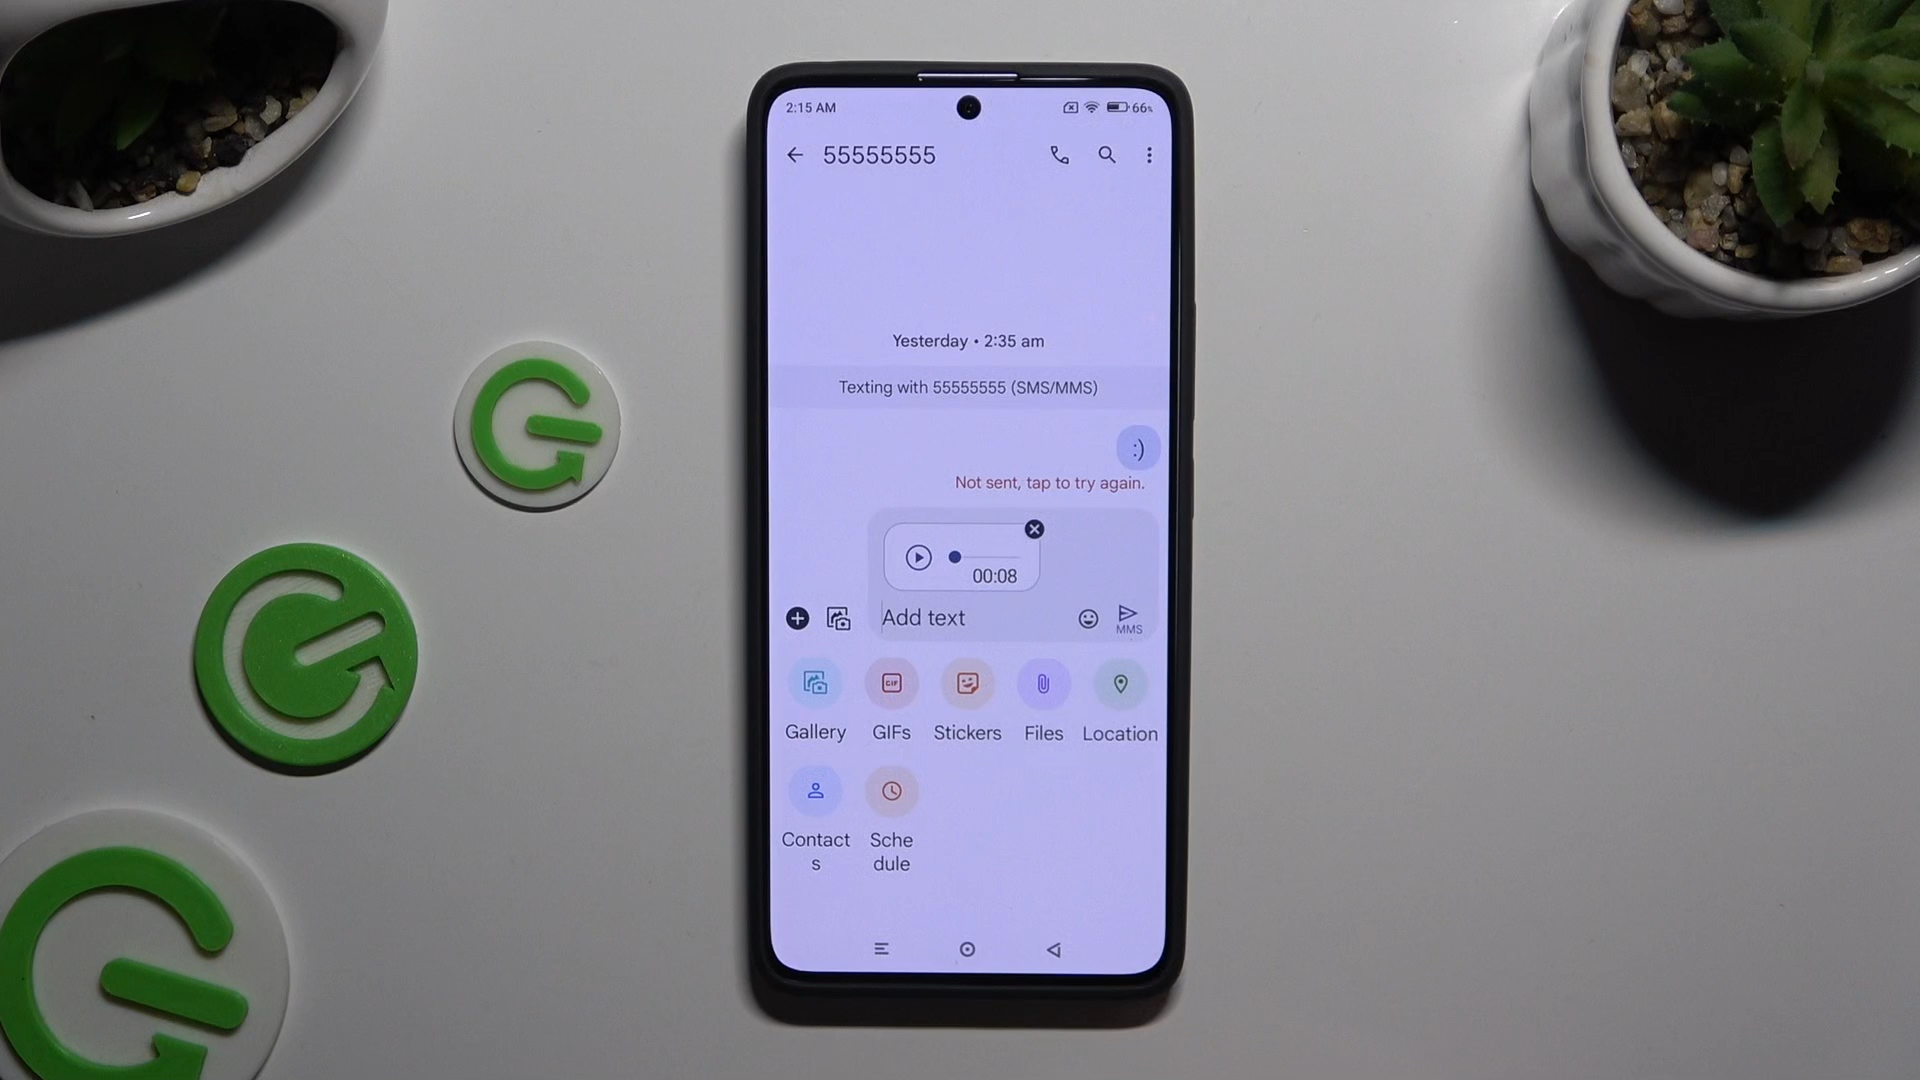 2:15 AM 66%
55555555
Yesterday • 2:35 am
Texting with 55555555 (SMS/MMS)
:)
Not sent, tap to try again.
00:08
Add text
MMS
GIF
Gallery GIFs Stickers Files Location
Contact
s
Sche
dule